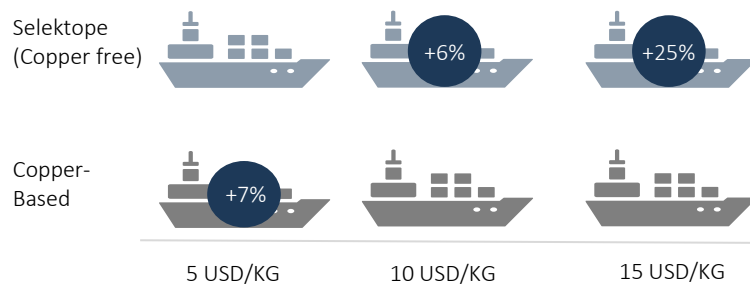 Selektope
(Copper free)
+6%
+25%
Copper-
Based
+7%
5 USD/KG
10 USD/KG
15 USD/KG